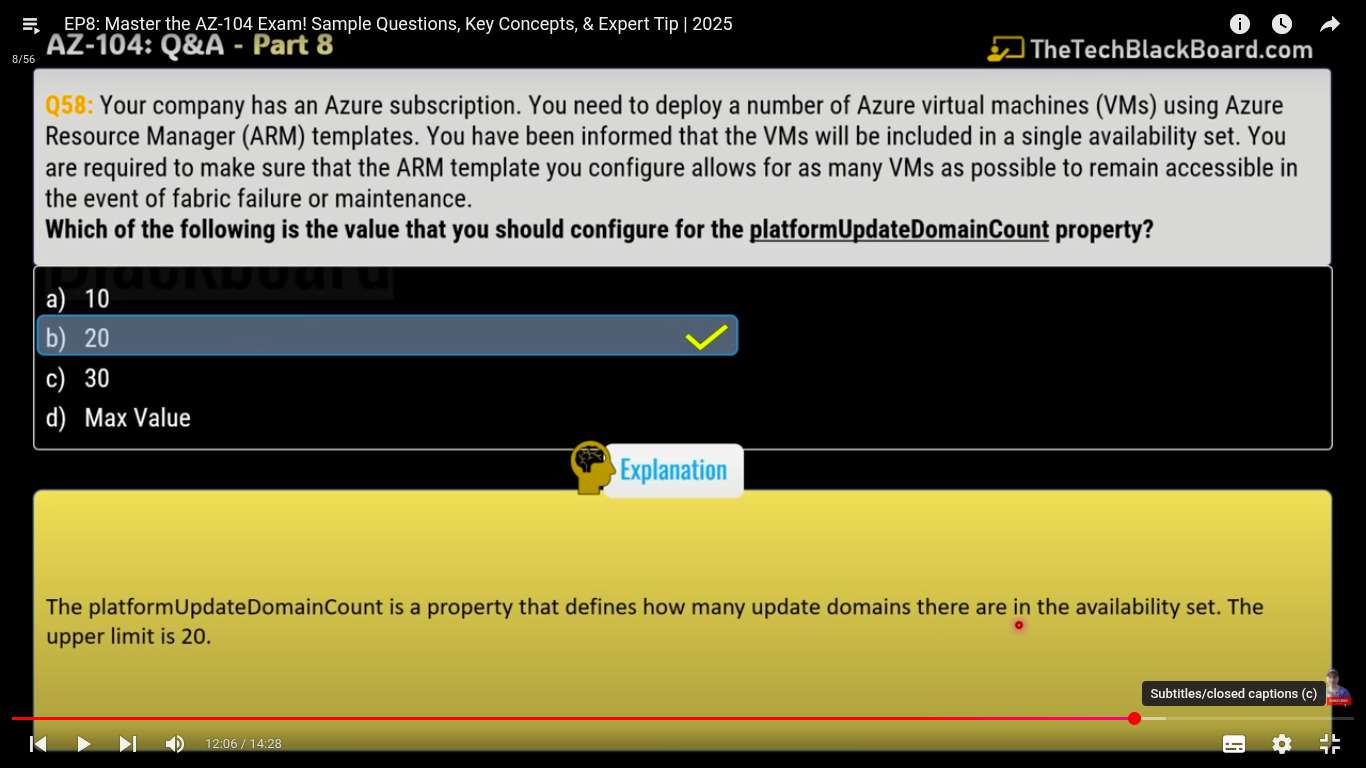 EP8: Master the AZ-104 Exam! Sample Questions, Key Concepts, & Expert Tip | 2025
8/56
AZ-104: Q&A - Part 8
TheTechBlackBoard.com
Q58: Your company has an Azure subscription. You need to deploy a number of Azure virtual machines (VMs) using Azure
Resource Manager (ARM) templates. You have been informed that the VMs will be included in a single availability set. You
are required to make sure that the ARM template you configure allows for as many VMs as possible to remain accessible in
the event of fabric failure or maintenance.
Which of the following is the value that you should configure for the platformUpdateDomainCount property?
a) 10
b) 20
c) 30
d) Max Value
Explanation
The platformUpdateDomainCount is a property that defines how many update domains there are in the availability set. The
upper limit is 20.
Subtitles/closed captions (c)
12:06 / 14:28